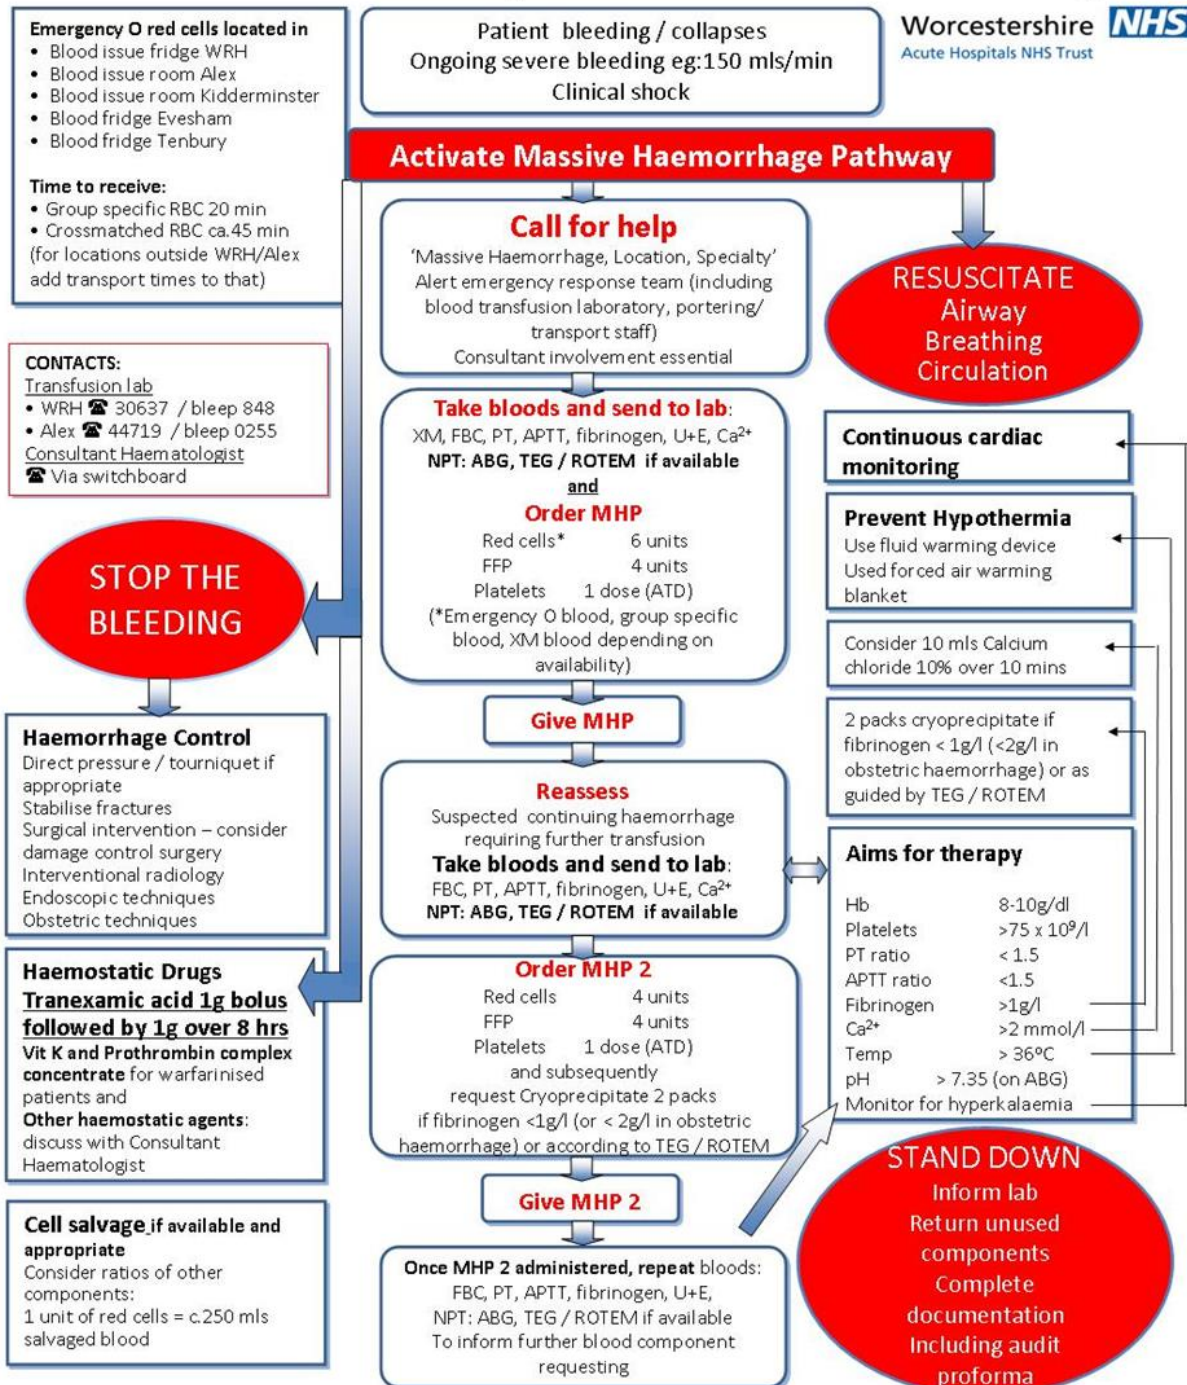 Emergency O red cells located in
• Blood issue fridge WRH
• Blood issue room Alex
• Blood issue room Kidderminster
• Blood fridge Evesham
• Blood fridge Tenbury
Time to receive:
• Group specific RBC 20 min
• Crossmatched RBC ca.45 min
(for locations outside WRH/Alex
add transport times to that)
Patient bleeding / collapses
Ongoing severe bleeding eg:150 mls/min
Clinical shock
Worcestershire NHS
Acute Hospitals NHS Trust
Activate Massive Haemorrhage Pathway
Call for help
‘Massive Haemorrhage, Location, Specialty’
Alert emergency response team (including
blood transfusion laboratory, portering/
transport staff)
Consultant involvement essential
RESUSCITATE
Airway
Breathing
Circulation
CONTACTS:
Transfusion lab
• WRH ☎ 30637 / bleep 848
• Alex ☎ 44719 / bleep 0255
Consultant Haematologist
☎ Via switchboard
Take bloods and send to lab:
XM, FBC, PT, APTT, fibrinogen, U+E, Ca²⁺
NPT: ABG, TEG / ROTEM if available
and
Order MHP
Red cells* 6 units
FFP 4 units
Platelets 1 dose (ATD)
(*Emergency O blood, group specific
blood, XM blood depending on
availability)
Give MHP
Reassess
Suspected continuing haemorrhage
requiring further transfusion
Take bloods and send to lab:
FBC, PT, APTT, fibrinogen, U+E, Ca²⁺
NPT: ABG, TEG / ROTEM if available
Order MHP 2
Red cells 4 units
FFP 4 units
Platelets 1 dose (ATD)
and subsequently
request Cryoprecipitate 2 packs
if fibrinogen <1g/l (or < 2g/l in obstetric
haemorrhage) or according to TEG / ROTEM
Give MHP 2
Once MHP 2 administered, repeat bloods:
FBC, PT, APTT, fibrinogen, U+E,
NPT: ABG, TEG / ROTEM if available
To inform further blood component
requesting
STOP THE
BLEEDING
Haemorrhage Control
Direct pressure / tourniquet if
appropriate
Stabilise fractures
Surgical intervention – consider
damage control surgery
Interventional radiology
Endoscopic techniques
Obstetric techniques
Haemostatic Drugs
Tranexamic acid 1g bolus
followed by 1g over 8 hrs
Vit K and Prothrombin complex
concentrate for warfarinised
patients and
Other haemostatic agents:
discuss with Consultant
Haematologist
Cell salvage if available and
appropriate
Consider ratios of other
components:
1 unit of red cells = c.250 mls
salvaged blood
Continuous cardiac
monitoring
Prevent Hypothermia
Use fluid warming device
Used forced air warming
blanket
Consider 10 mls Calcium
chloride 10% over 10 mins
2 packs cryoprecipitate if
fibrinogen < 1g/l (<2g/l in
obstetric haemorrhage) or as
guided by TEG / ROTEM
Aims for therapy
Hb 8-10g/dl
Platelets >75 x 10⁹/l
PT ratio < 1.5
APTT ratio <1.5
Fibrinogen >1g/l
Ca²⁺ >2 mmol/l
Temp > 36ºC
pH > 7.35 (on ABG)
Monitor for hyperkalaemia
STAND DOWN
Inform lab
Return unused
components
Complete
documentation
Including audit
proforma